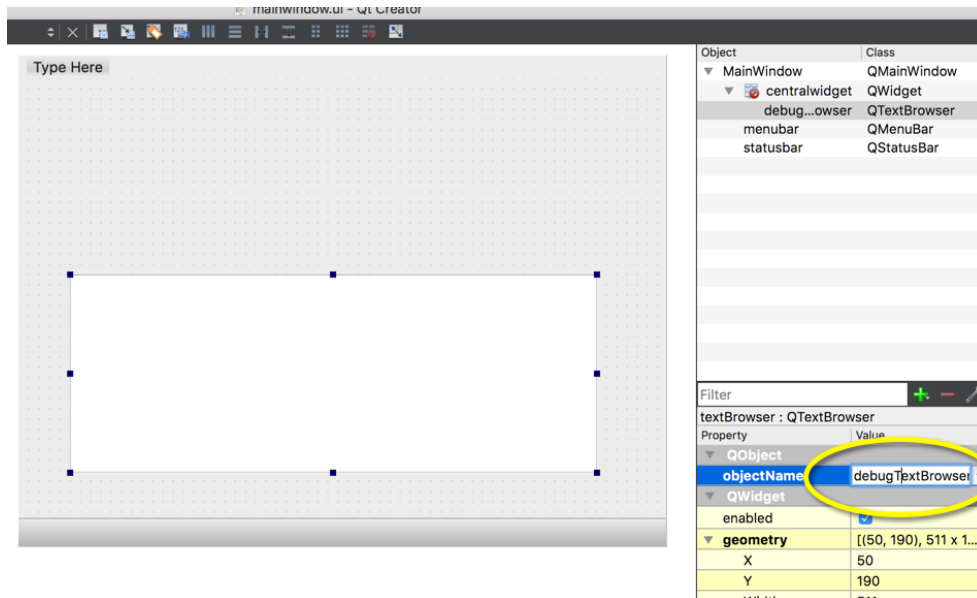 mainwindow.ui - Qt Creator
Type Here
Object Class
MainWindow QMainWindow
centralwidget QWidget
debug...owser QTextBrowser
menubar QMenuBar
statusbar QStatusBar
Filter
textBrowser : QTextBrowser
Property Value
QObject
objectName debugTextBrowser
QWidget
enabled
geometry [(50, 190), 511 x 1...
X 50
Y 190